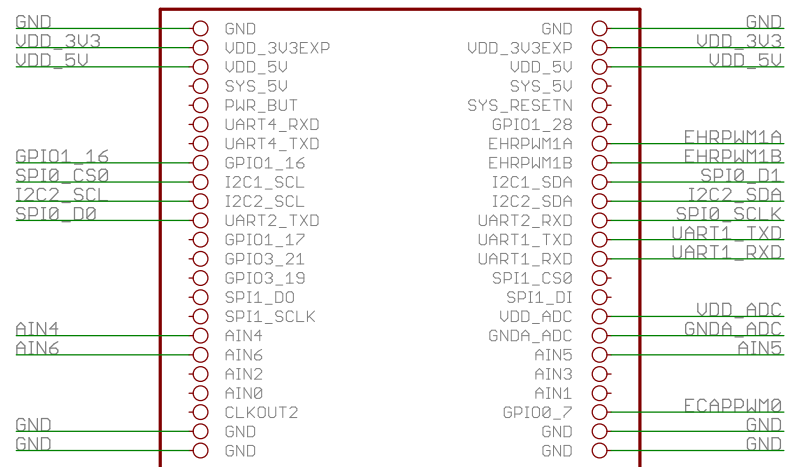 GND GND GND GND
VDD_3V3 VDD_3V3EXP VDD_3V3EXP VDD_3V3
VDD_5V VDD_5V VDD_5V VDD_5V
SYS_5V SYS_5V
PWR_BUT SYS_RESETN
UART4_RXD GPIO1_28
UART4_TXD EHRPWM1A EHRPWM1A
GPIO1_16 GPIO1_16 EHRPWM1B EHRPWM1B
SPI0_CS0 I2C1_SCL I2C1_SDA SPI0_D1
I2C2_SCL I2C2_SCL I2C2_SDA I2C2_SDA
SPI0_D0 UART2_TXD UART2_RXD SPI0_SCLK
GPIO1_17 UART1_TXD UART1_TXD
GPIO3_21 UART1_RXD UART1_RXD
GPIO3_19 SPI1_CS0
SPI1_DO SPI1_DI
SPI1_SCLK VDD_ADC VDD_ADC
AIN4 AIN4 GNDA_ADC GNDA_ADC
AIN6 AIN6 AIN5 AIN5
AIN2 AIN3
AIN0 AIN1
CLKOUT2 GPIO0_7 ECAPPWM0
GND GND GND GND
GND GND GND GND